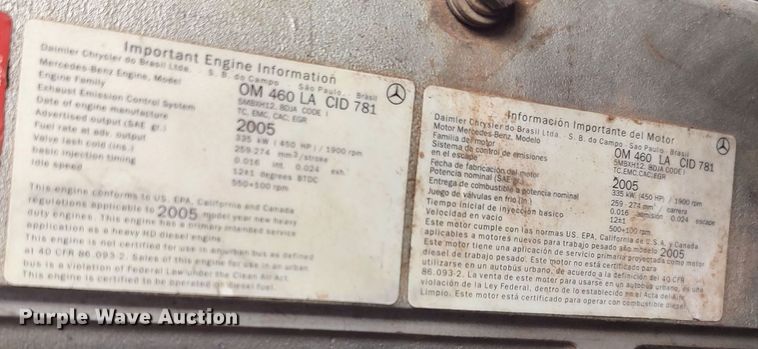 Important Engine Information
Daimler Chrysler do Brasil Ltda. - S. B. do Campo São Paulo, Brasil
Mercedes-Benz Engine, Model OM 460 LA CID 781
Engine Family 5MBXH12.8DJA CODE I
Exhaust Emission Control System TC, EMC, CAC, EGR
Date of engine manufacture 2005
Advertised output (SAE gr.) 335 kW (450 HP) / 1900 rpm
Fuel rate at adv. output 259-274 mm3/stroke
Valve lash cold (ins.) 0.016 int. 0.024 exh.
basic injection timing 12±1 degrees BTDC
Idle speed 550+100 rpm
This engine conforms to US. EPA, California and Canada
regulations applicable to 2005 model year new heavy
duty engines. This engine has a primary intended service
application as a heavy HD diesel engine.
This engine is not certified for use in an urban bus as defined
at 40 CFR 86.093-2. Sales of this engine for use in an urban
bus is a violation of Federal Law under the Clean Air Act.
This engine is certified to be operated on diesel fuel.
Información Importante del Motor
Daimler Chrysler do Brasil Ltda. - S. B. do Campo - São Paulo, Brasil
Motor Mercedes-Benz, Modelo OM 460 LA CID 781
Familia del motor 5MBXH12.8DJA CODE I
Sistema de control de emisiones TC,EMC,CAC,EGR
en el escape
Fecha de fabricación del motor 2005
Potencia nominal (SAE gr.) 335 kW (450 HP) / 1900 rpm
Entrega de combustible a potencia nominal 259-274 mm3/ carrera
Juego de válvulas en frio (In.) 0.016 admisión 0.024 escape
Tiempo inicial de inyección basico 12±1
Velocidad en vacio 500+100 rpm
Este motor cumple con las normas US. EPA, California de C.S.A. y Canada
aplicables a motores nuevos para trabajo pesado año modelo 2005
Este motor tiene una aplicación de servicio primaria proyectada como motor
diesel de trabajo pesado. Este motor no está certificado para
utilizarse en un autobús urbano, de acuerdo a la definición del 40 CFR
86.093-2. La venta de este motor para usarse en un autobús urbano, es una
violación de la Ley Federal, dentro de lo establecido en el Acta del Aire
Limpio. Este motor está certificado para operar con combustible diesel.
Purple Wave Auction